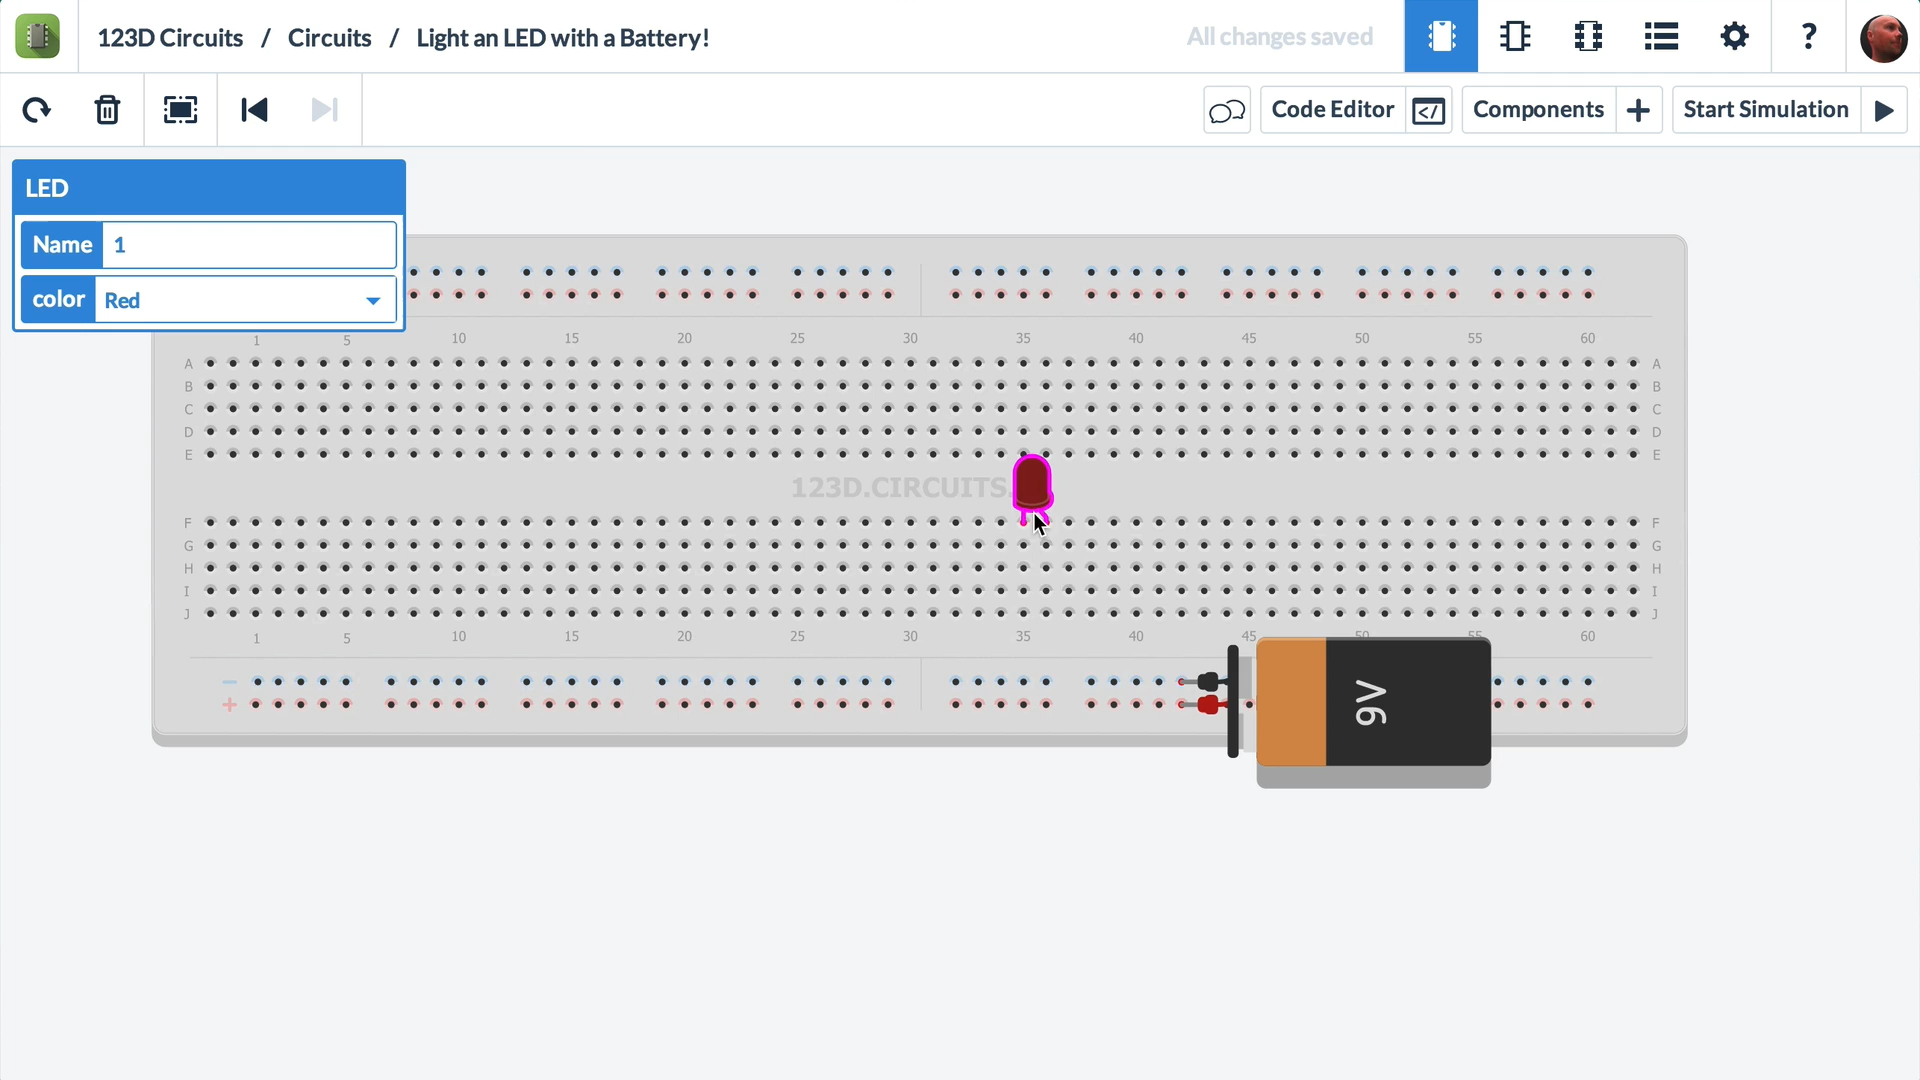 123D Circuits / Circuits / Light an LED with a Battery!
All changes saved
?
Code Editor </>
Components +
Start Simulation
LED
Name 1
color Red
1 5 10 15 20 25 30 35 40 45 50 55 60
A A
B B
C C
D D
E E
123D.CIRCUITS.
F F
G G
H H
I I
J J
1 5 10 15 20 25 30 35 40 45 50 55 60
−
+
9V